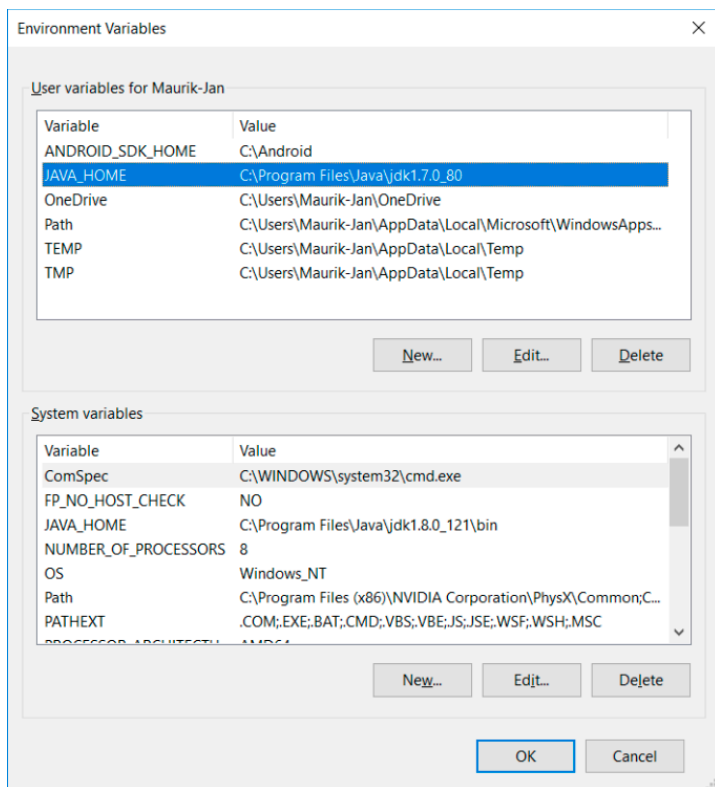 Environment Variables
User variables for Maurik-Jan
Variable Value
ANDROID_SDK_HOME C:\Android
JAVA_HOME C:\Program Files\Java\jdk1.7.0_80
OneDrive C:\Users\Maurik-Jan\OneDrive
Path C:\Users\Maurik-Jan\AppData\Local\Microsoft\WindowsApps...
TEMP C:\Users\Maurik-Jan\AppData\Local\Temp
TMP C:\Users\Maurik-Jan\AppData\Local\Temp
New... Edit... Delete
System variables
Variable Value
ComSpec C:\WINDOWS\system32\cmd.exe
FP_NO_HOST_CHECK NO
JAVA_HOME C:\Program Files\Java\jdk1.8.0_121\bin
NUMBER_OF_PROCESSORS 8
OS Windows_NT
Path C:\Program Files (x86)\NVIDIA Corporation\PhysX\Common;C...
PATHEXT .COM;.EXE;.BAT;.CMD;.VBS;.VBE;.JS;.JSE;.WSF;.WSH;.MSC
New... Edit... Delete
OK Cancel